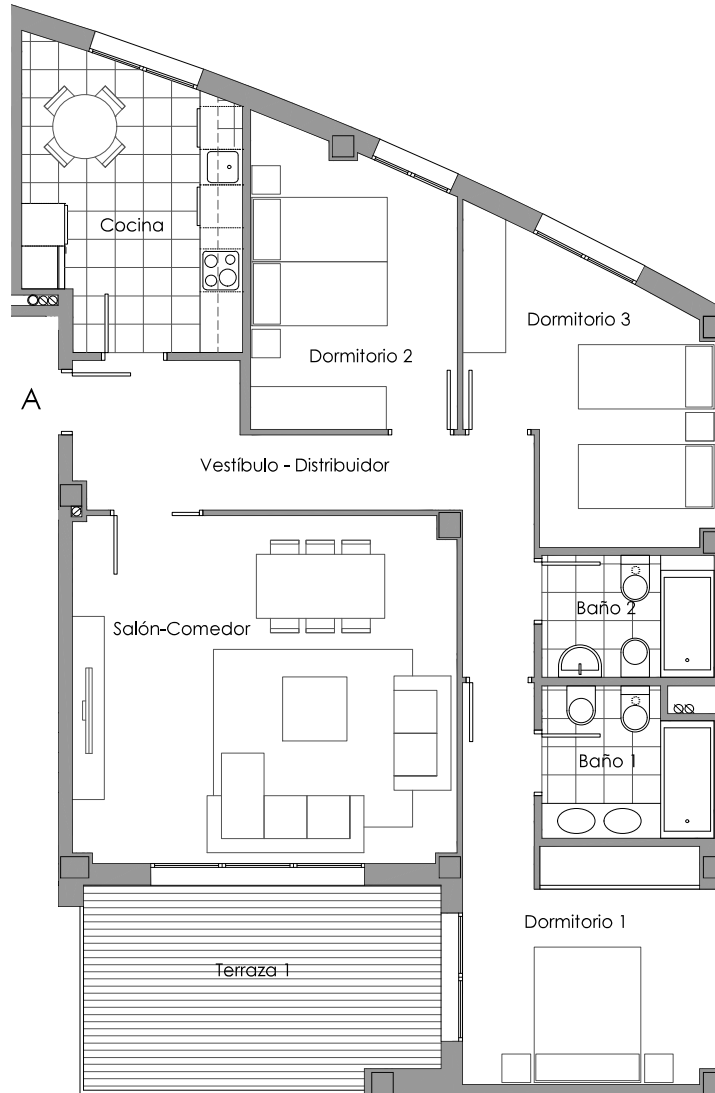 Cocina
Dormitorio 3
Dormitorio 2
A
Vestíbulo - Distribuidor
Baño 2
Salón-Comedor
Baño 1
Dormitorio 1
Terraza 1